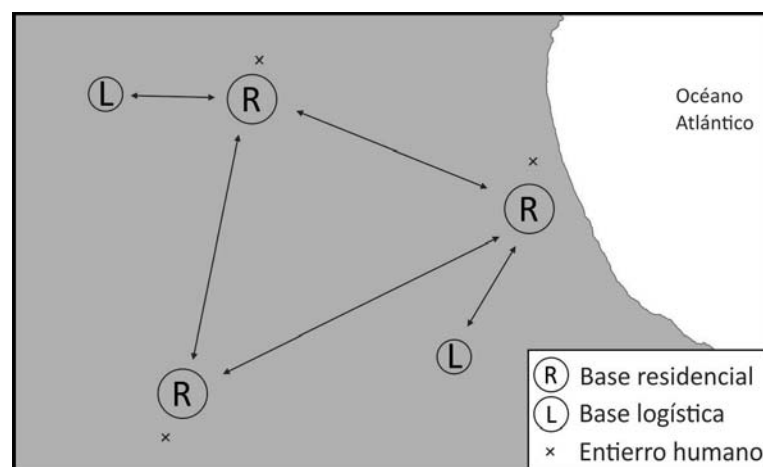 L
R
Océano
Atlántico
R
L
R
R Base residencial
L Base logística
× Entierro humano